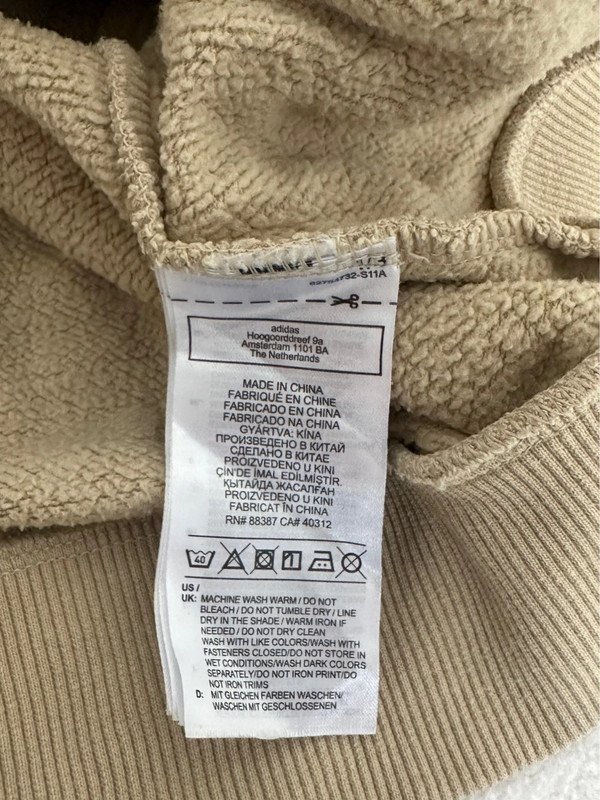 62754732-S11A
adidas
Hoogoorddreef 9a
Amsterdam 1101 BA
The Netherlands
MADE IN CHINA
FABRIQUÉ EN CHINE
FABRICADO EN CHINA
FABRICADO NA CHINA
GYÁRTVA: KÍNA
ПРОИЗВЕДЕНО В КИТАЙ
СДЕЛАНО В КИТАЕ
PROIZVEDENO U KINI
ÇİN'DE İMAL EDİLMİŞTİR.
ҚЫТАЙДА ЖАСАЛҒАН
PROIZVEDENO U KINI
FABRICAT ÎN CHINA
RN# 88387 CA# 40312
40
US /
UK: MACHINE WASH WARM / DO NOT
BLEACH / DO NOT TUMBLE DRY / LINE
DRY IN THE SHADE / WARM IRON IF
NEEDED / DO NOT DRY CLEAN
WASH WITH LIKE COLORS/WASH WITH
FASTENERS CLOSED/DO NOT STORE IN
WET CONDITIONS/WASH DARK COLORS
SEPARATELY/DO NOT IRON PRINT/DO
NOT IRON TRIMS
D: MIT GLEICHEN FARBEN WASCHEN/
WASCHEN MIT GESCHLOSSENEN